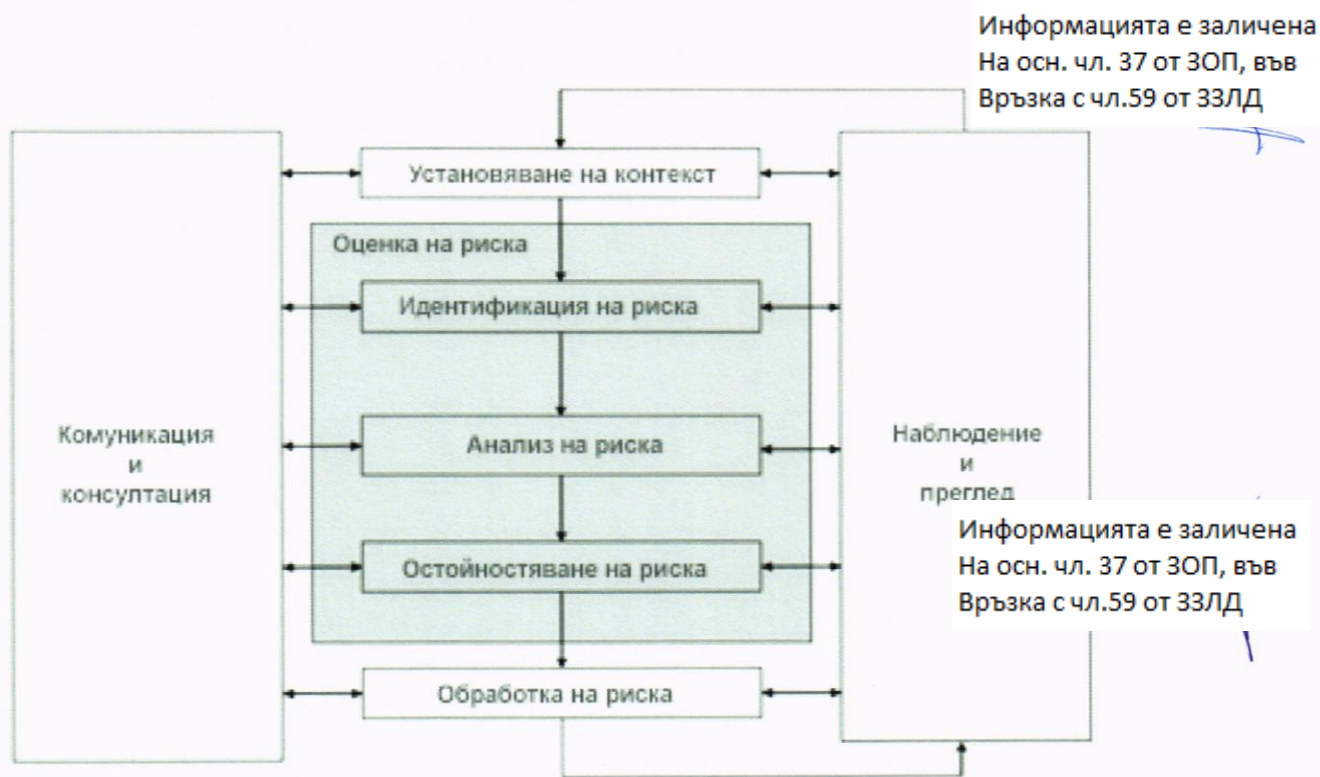 Информацията е заличена
На осн. чл. 37 от ЗОП, във
Връзка с чл.59 от ЗЗЛД
Установяване на контекст
Оценка на риска
Идентификация на риска
Комуникация
и
консултация
Анализ на риска
Наблюдение
и
преглед
Информацията е заличена
На осн. чл. 37 от ЗОП, във
Връзка с чл.59 от ЗЗЛД
Остойностяване на риска
Обработка на риска